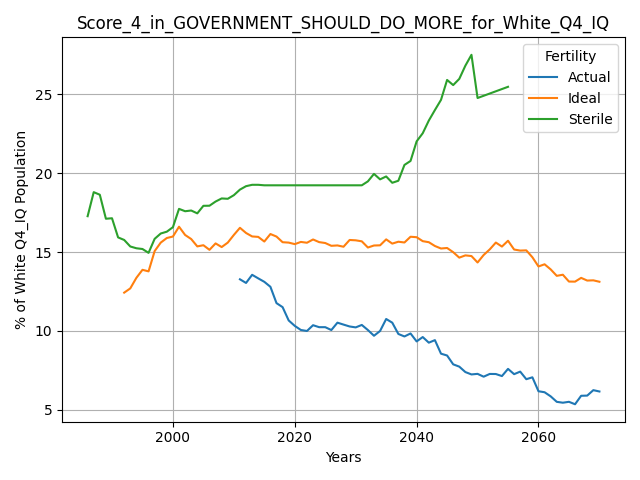 Score_4_in_GOVERNMENT_SHOULD_DO_MORE_for_White_Q4_IQ
Fertility
Actual
Ideal
Sterile
% of White Q4_IQ Population
25
20
15
10
5
2000
2020
2040
2060
Years